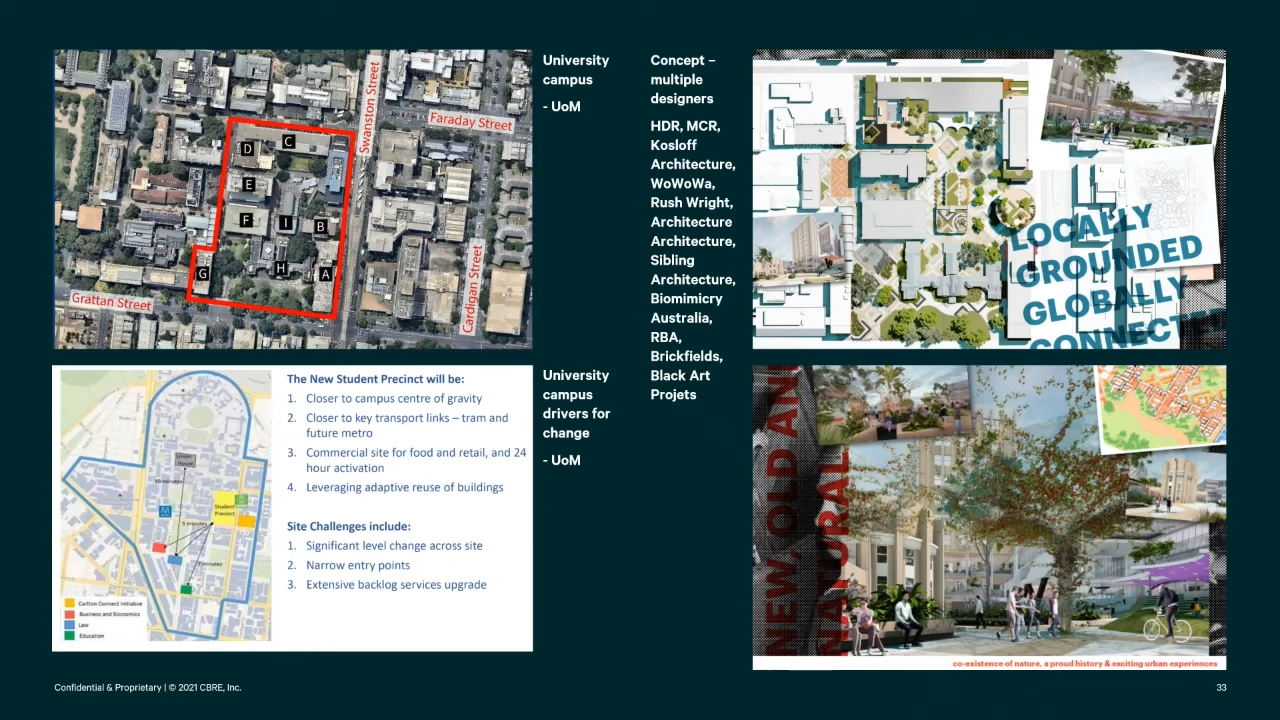 Swanston Street
Faraday Street
C
D
E
F
I
B
G
H
A
Grattan Street
Cardigan Street
University
campus
- UoM
Concept –
multiple
designers
HDR, MCR,
Kosloff
Architecture,
WoWoWa,
Rush Wright,
Architecture
Architecture,
Sibling
Architecture,
Biomimicry
Australia,
RBA,
Brickfields,
Black Art
Projets
LOCALLY
GROUNDED
GLOBALLY
CONNECT
Union
House
10 minutes
M
Student
Precinct
5 minutes
7 minutes
Carlton Connect Initiative
Business and Economics
Law
Education
The New Student Precinct will be:
1. Closer to campus centre of gravity
2. Closer to key transport links – tram and
future metro
3. Commercial site for food and retail, and 24
hour activation
4. Leveraging adaptive reuse of buildings
Site Challenges include:
1. Significant level change across site
2. Narrow entry points
3. Extensive backlog services upgrade
University
campus
drivers for
change
- UoM
NEW OLD AN
NATURAL
co-existence of nature, a proud history & exciting urban experiences
Confidential & Proprietary | © 2021 CBRE, Inc.
33